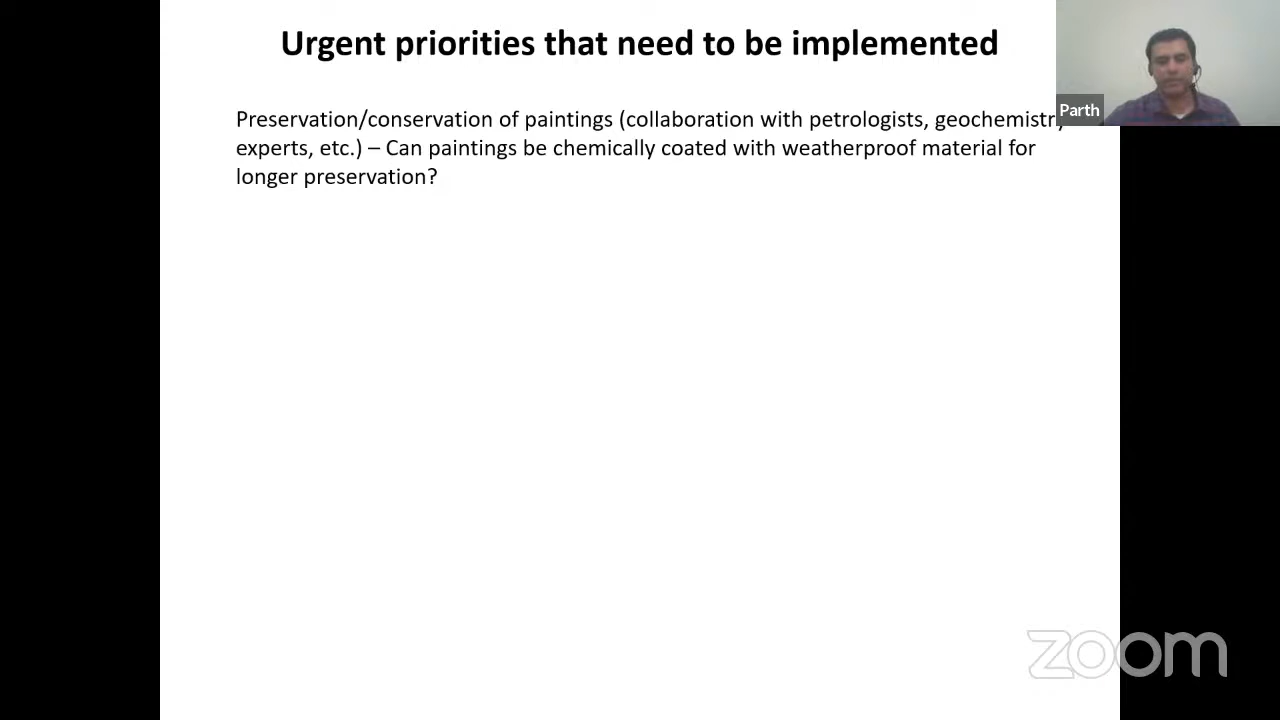 Urgent priorities that need to be implemented
Parth
Preservation/conservation of paintings (collaboration with petrologists, geochemistry
experts, etc.) – Can paintings be chemically coated with weatherproof material for
longer preservation?
zoom